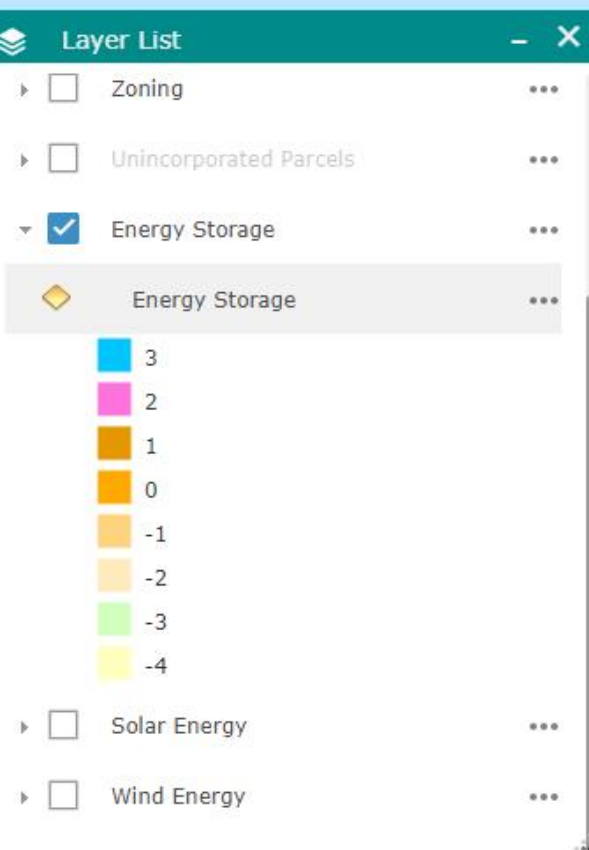 Layer List
Zoning
Unincorporated Parcels
Energy Storage
Energy Storage
3
2
1
0
-1
-2
-3
-4
Solar Energy
Wind Energy